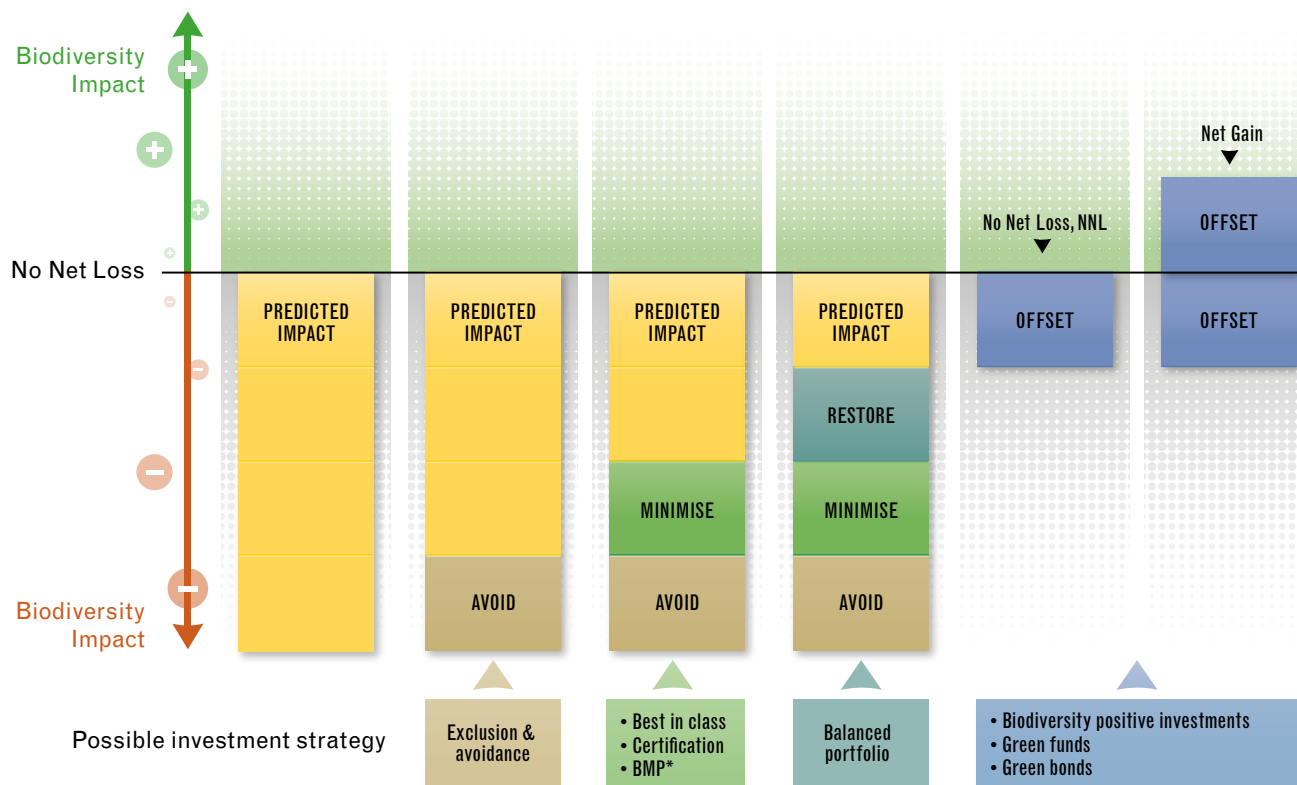 Biodiversity
Impact
No Net Loss
Biodiversity
Impact
PREDICTED
IMPACT
PREDICTED
IMPACT
AVOID
PREDICTED
IMPACT
MINIMISE
AVOID
PREDICTED
IMPACT
RESTORE
MINIMISE
AVOID
No Net Loss, NNL
OFFSET
Net Gain
OFFSET
OFFSET
Possible investment strategy
Exclusion &
avoidance
• Best in class
• Certification
• BMP*
Balanced
portfolio
• Biodiversity positive investments
• Green funds
• Green bonds